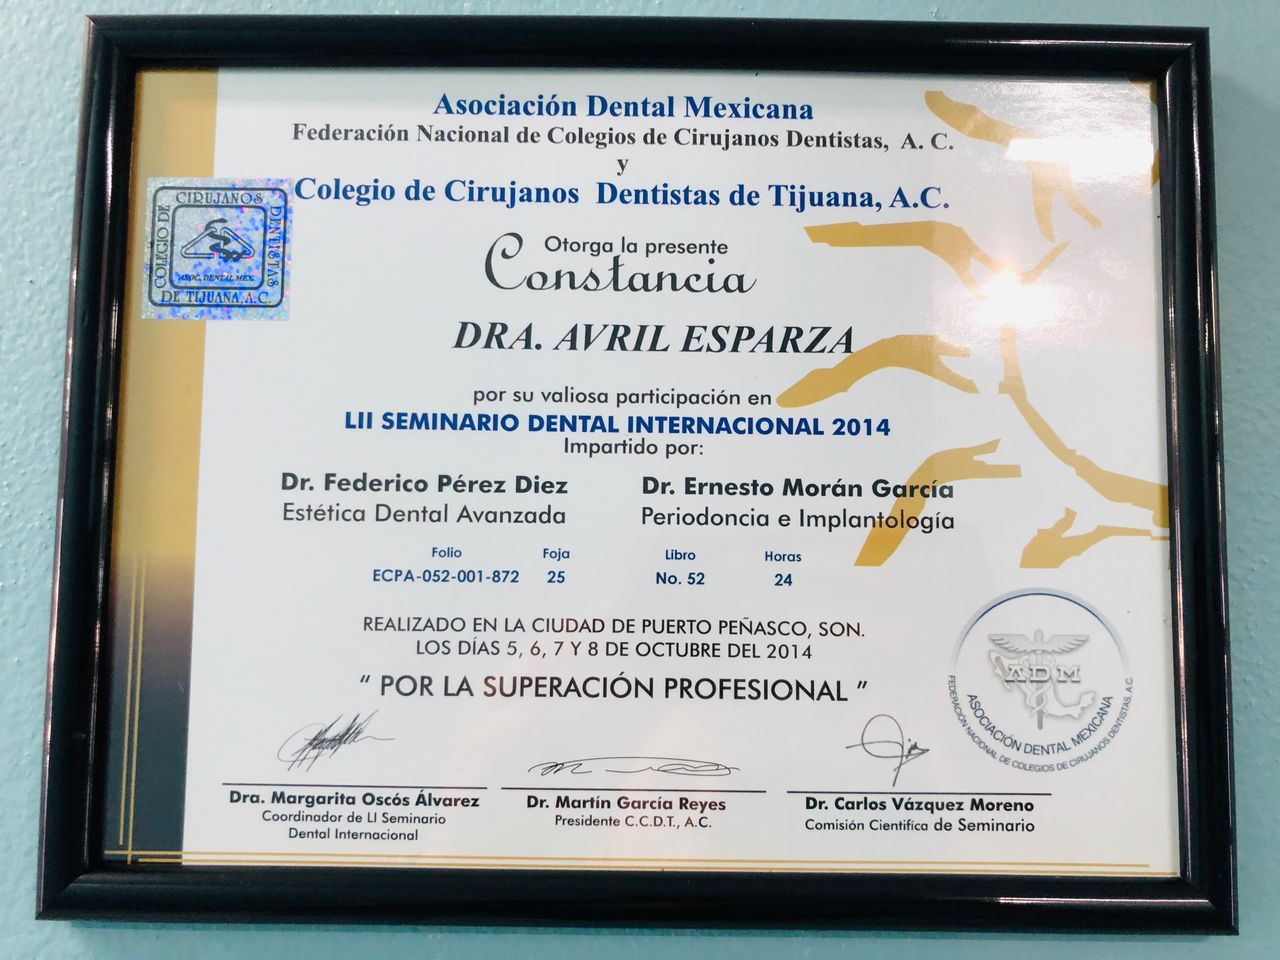 Asociación Dental Mexicana
Federación Nacional de Colegios de Cirujanos Dentistas, A. C.
y
Colegio de Cirujanos Dentistas de Tijuana, A.C.
COLEGIO DE CIRUJANOS DENTISTAS DE TIJUANA, A.C.
ASOC. DENTAL MEX.
Otorga la presente
Constancia
DRA. AVRIL ESPARZA
por su valiosa participación en
LII SEMINARIO DENTAL INTERNACIONAL 2014
Impartido por:
Dr. Federico Pérez Diez Dr. Ernesto Morán García
Estética Dental Avanzada Periodoncia e Implantología
Folio Foja Libro Horas
ECPA-052-001-872 25 No. 52 24
REALIZADO EN LA CIUDAD DE PUERTO PEÑASCO, SON.
LOS DÍAS 5, 6, 7 Y 8 DE OCTUBRE DEL 2014
“ POR LA SUPERACIÓN PROFESIONAL ”
ADM
ASOCIACIÓN DENTAL MEXICANA
FEDERACIÓN NACIONAL DE COLEGIOS DE CIRUJANOS DENTISTAS, A.C.
Dra. Margarita Oscós Álvarez Dr. Martín García Reyes Dr. Carlos Vázquez Moreno
Coordinador de LI Seminario Presidente C.C.D.T., A.C. Comisión Cientifíca de Seminario
Dental Internacional